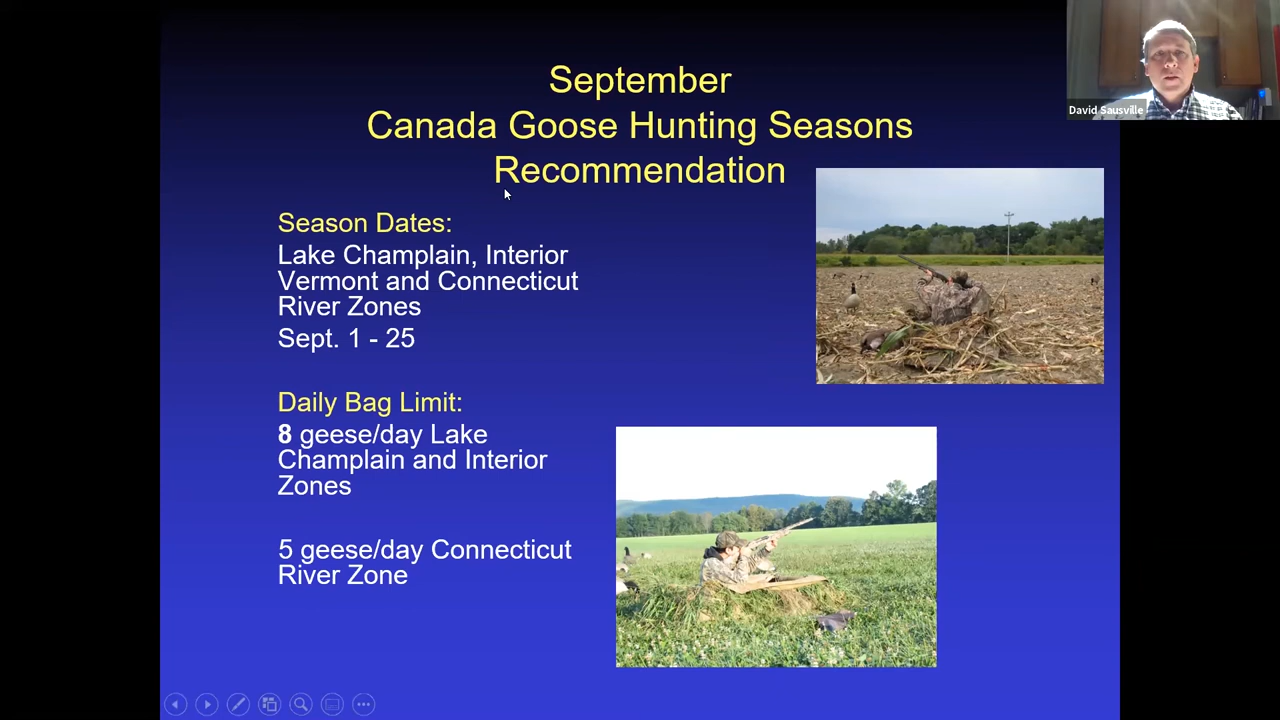 September
Canada Goose Hunting Seasons
Recommendation
David Sausville
Season Dates:
Lake Champlain, Interior
Vermont and Connecticut
River Zones
Sept. 1 - 25
Daily Bag Limit:
8 geese/day Lake
Champlain and Interior
Zones
5 geese/day Connecticut
River Zone